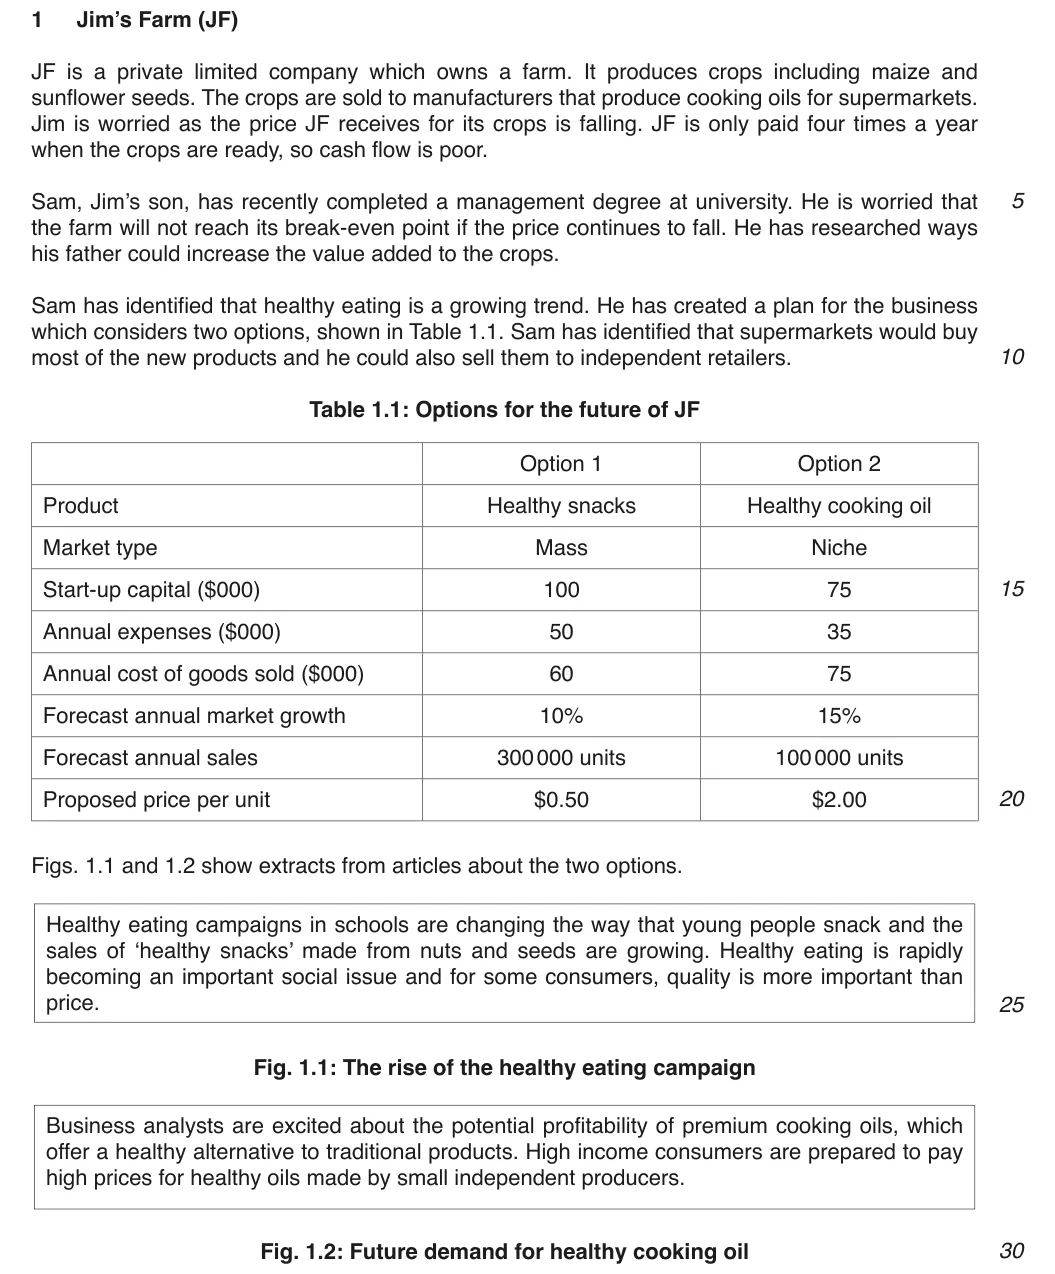 1 Jim's Farm (JF)
JF is a private limited company which owns a farm. It produces crops including maize and
sunflower seeds. The crops are sold to manufacturers that produce cooking oils for supermarkets.
Jim is worried as the price JF receives for its crops is falling. JF is only paid four times a year
when the crops are ready, so cash flow is poor.
Sam, Jim's son, has recently completed a management degree at university. He is worried that 5
the farm will not reach its break-even point if the price continues to fall. He has researched ways
his father could increase the value added to the crops.
Sam has identified that healthy eating is a growing trend. He has created a plan for the business
which considers two options, shown in Table 1.1. Sam has identified that supermarkets would buy
most of the new products and he could also sell them to independent retailers. 10
Table 1.1: Options for the future of JF
Option 1 Option 2
Product Healthy snacks Healthy cooking oil
Market type Mass Niche
Start-up capital ($000) 100 75 15
Annual expenses ($000) 50 35
Annual cost of goods sold ($000) 60 75
Forecast annual market growth 10% 15%
Forecast annual sales 300 000 units 100 000 units
Proposed price per unit $0.50 $2.00 20
Figs. 1.1 and 1.2 show extracts from articles about the two options.
Healthy eating campaigns in schools are changing the way that young people snack and the
sales of 'healthy snacks' made from nuts and seeds are growing. Healthy eating is rapidly
becoming an important social issue and for some consumers, quality is more important than
price. 25
Fig. 1.1: The rise of the healthy eating campaign
Business analysts are excited about the potential profitability of premium cooking oils, which
offer a healthy alternative to traditional products. High income consumers are prepared to pay
high prices for healthy oils made by small independent producers.
Fig. 1.2: Future demand for healthy cooking oil 30